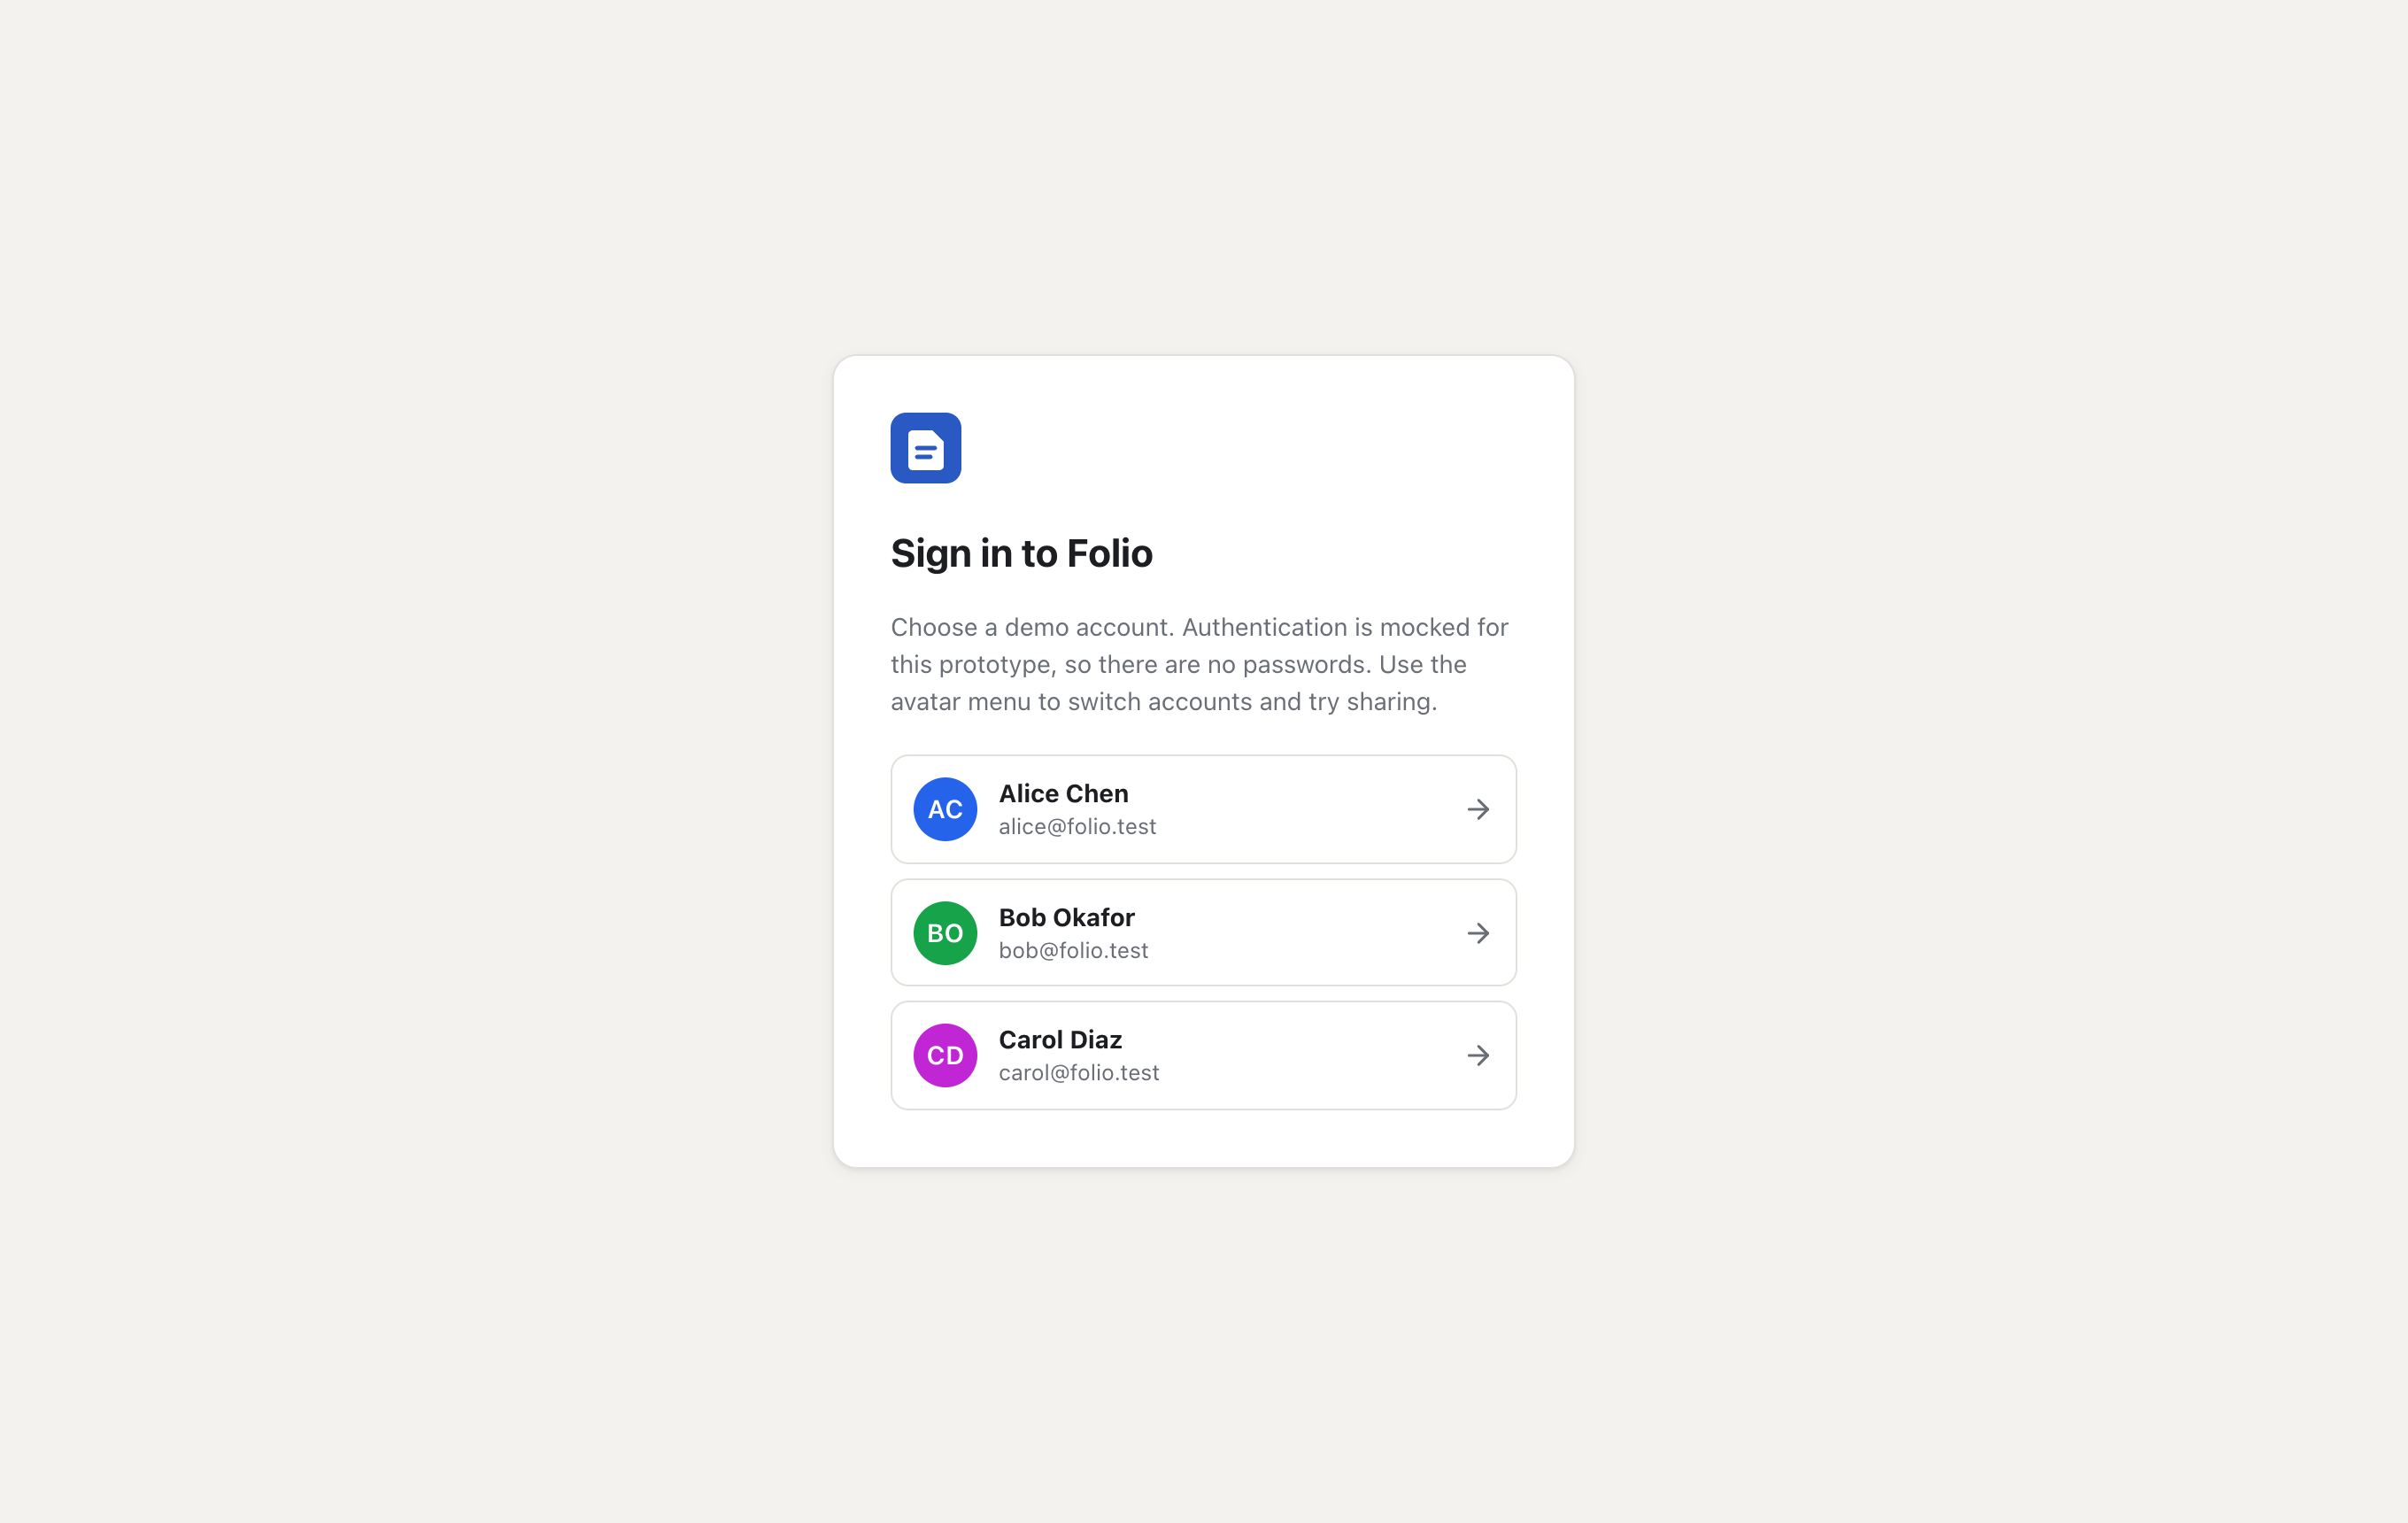 Sign in to Folio
Choose a demo account. Authentication is mocked for
this prototype, so there are no passwords. Use the
avatar menu to switch accounts and try sharing.
AC
Alice Chen
alice@folio.test
BO
Bob Okafor
bob@folio.test
CD
Carol Diaz
carol@folio.test